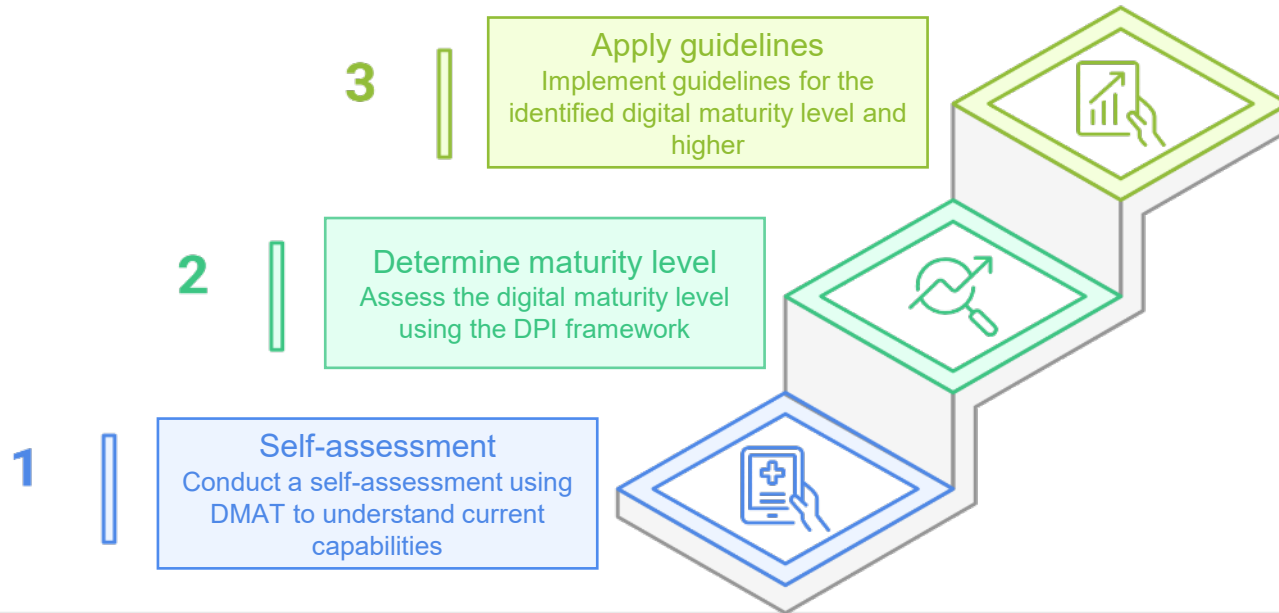 3
Apply guidelines
Implement guidelines for the
identified digital maturity level and
higher
2
Determine maturity level
Assess the digital maturity level
using the DPI framework
1
Self-assessment
Conduct a self-assessment using
DMAT to understand current
capabilities